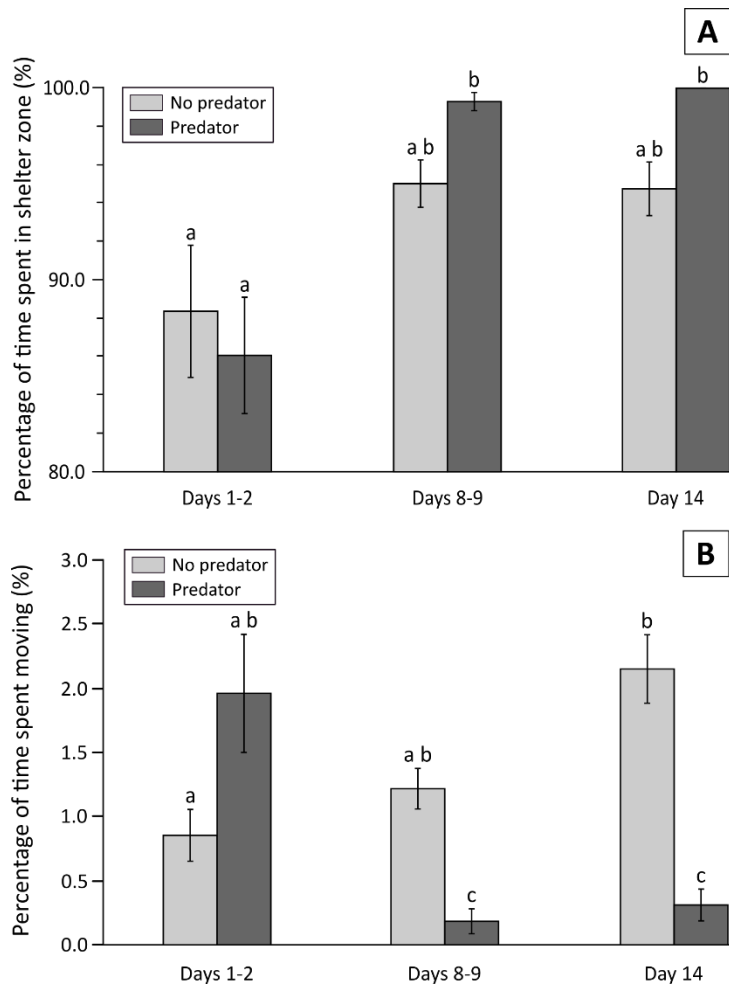 A
Percentage of time spent in shelter zone (%)
100.0
90.0
80.0
No predator
Predator
a
a
a b
b
a b
b
Days 1-2
Days 8-9
Day 14
B
Percentage of time spent moving (%)
3.0
2.5
2.0
1.5
1.0
0.5
0.0
No predator
Predator
a
a b
a b
c
b
c
Days 1-2
Days 8-9
Day 14